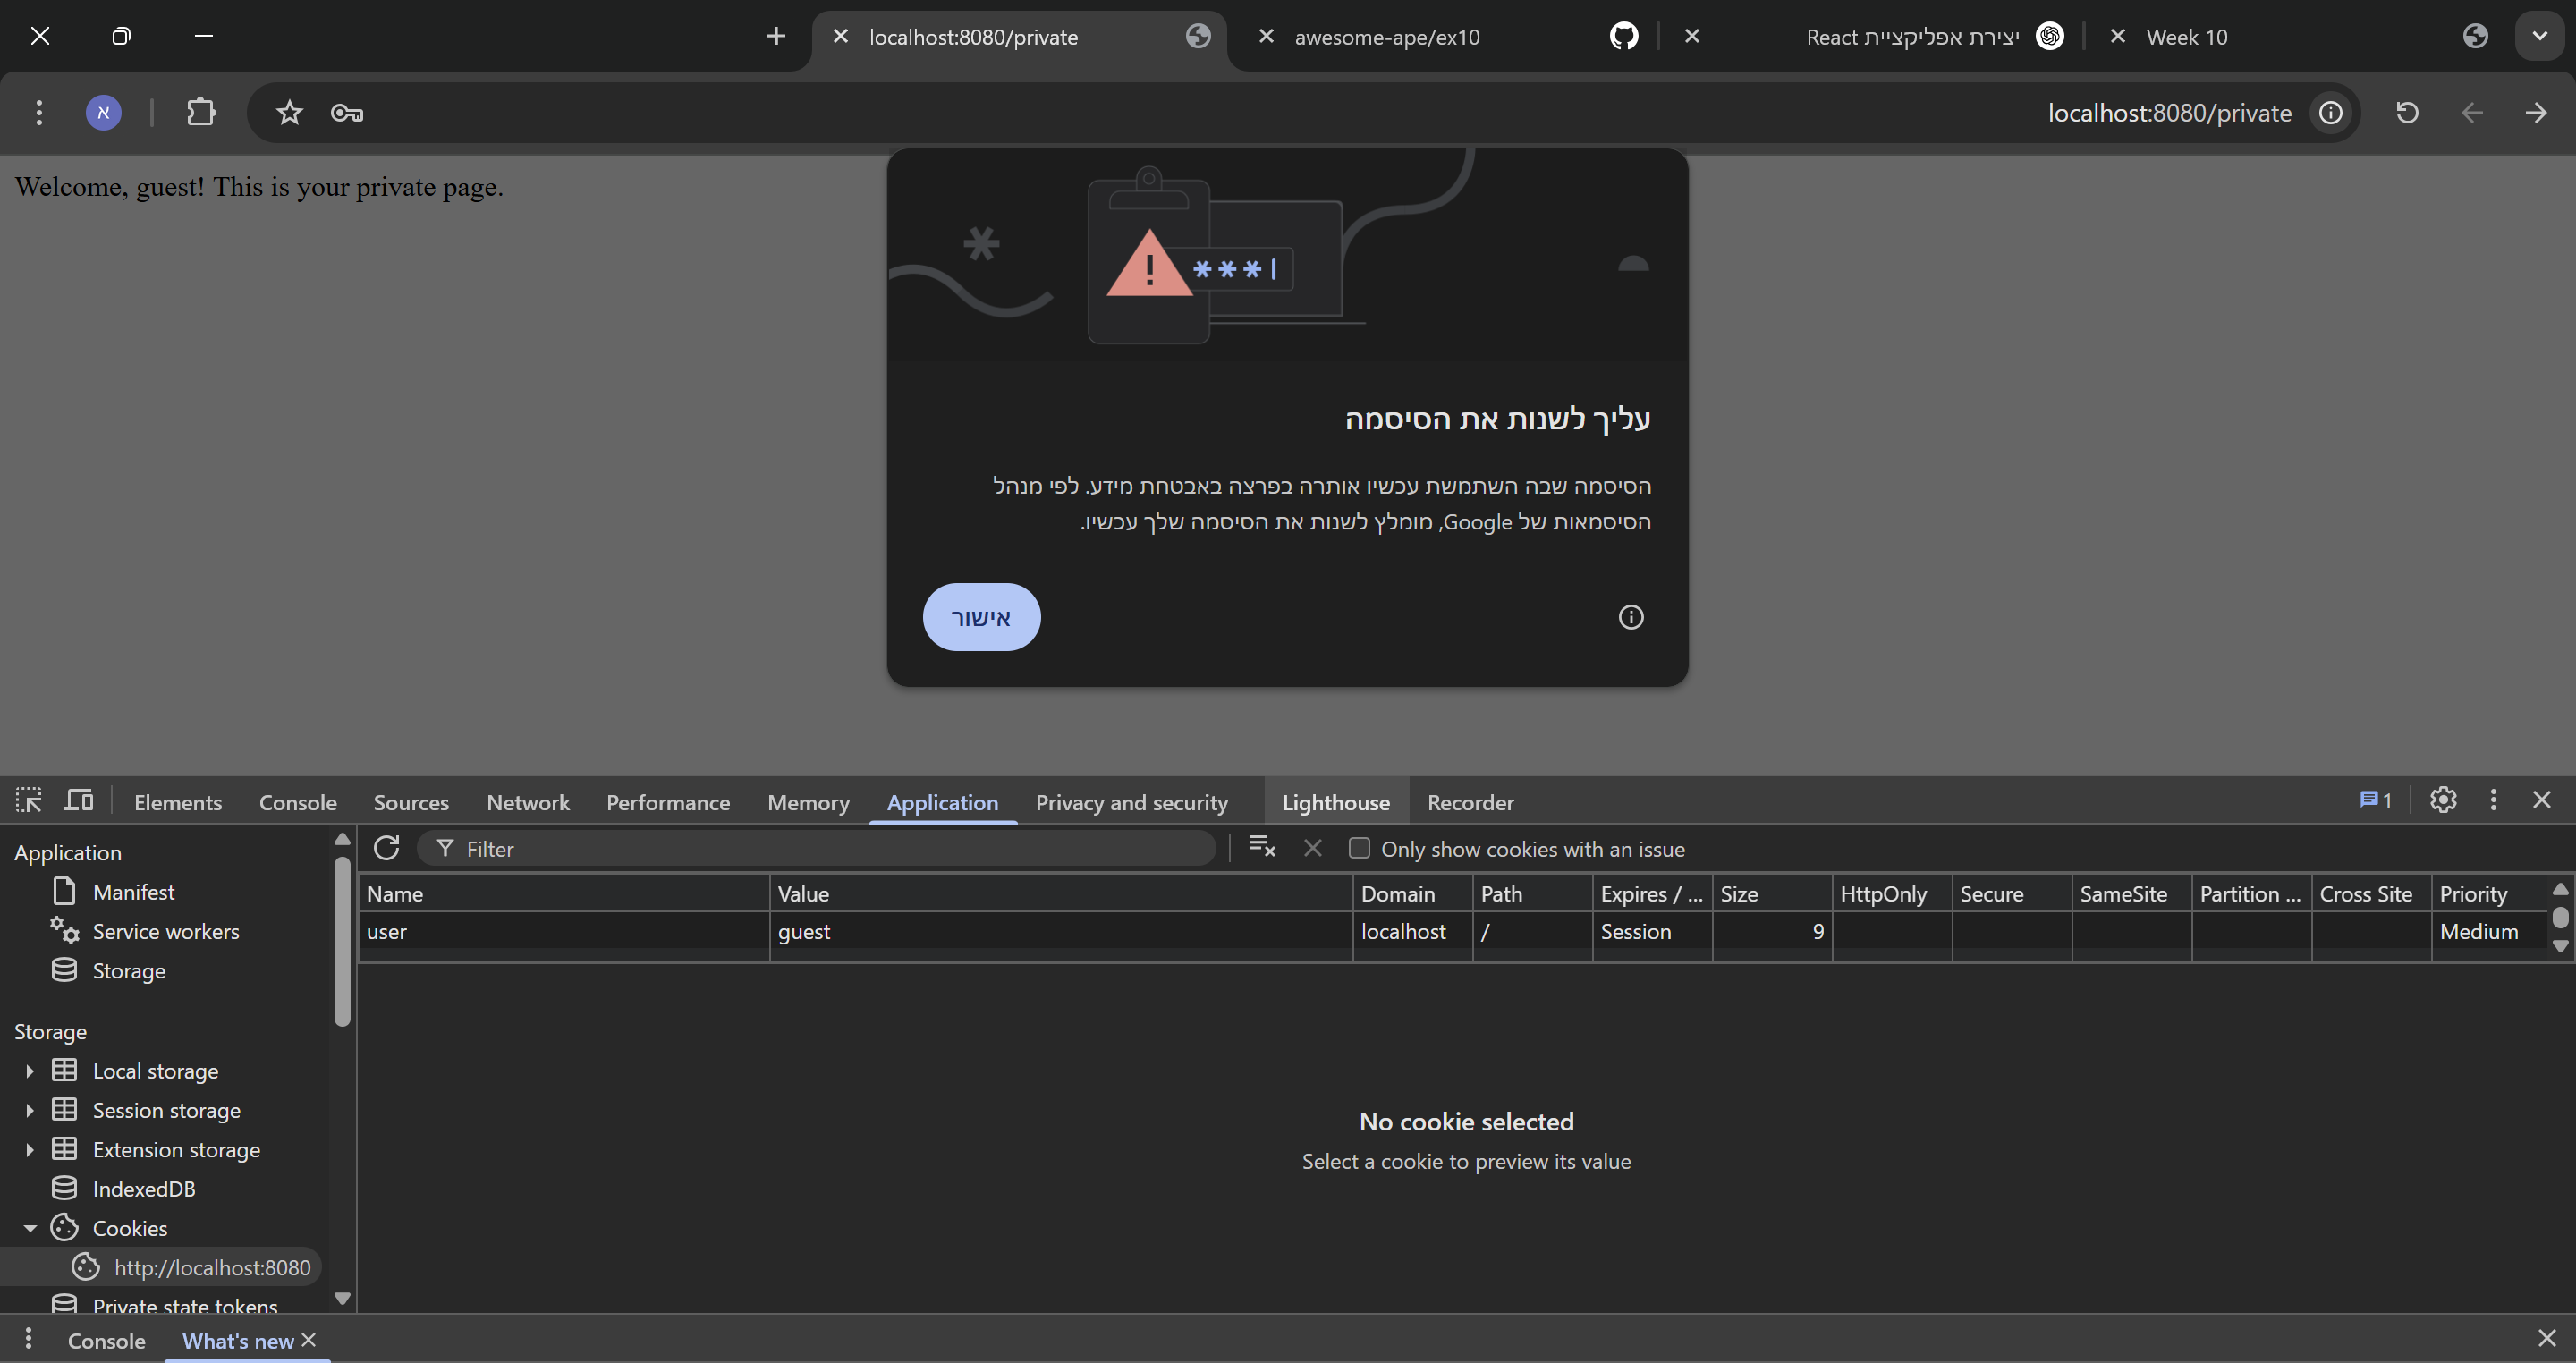 localhost:8080/private
awesome-ape/ex10
יצירת אפליקציית React
Week 10
א
localhost:8080/private
Welcome, guest! This is your private page.
***|
עליך לשנות את הסיסמה
הסיסמה שבה השתמשת עכשיו אותרה בפרצה באבטחת מידע. לפי מנהל
הסיסמאות של Google, מומלץ לשנות את הסיסמה שלך עכשיו.
אישור
Elements Console Sources Network Performance Memory Application Privacy and security Lighthouse Recorder 1
Application
Manifest
Service workers
Storage
Storage
Local storage
Session storage
Extension storage
IndexedDB
Cookies
http://localhost:8080
Private state tokens
Filter
Only show cookies with an issue
Name Value Domain Path Expires / ... Size HttpOnly Secure SameSite Partition ... Cross Site Priority
user guest localhost / Session 9 Medium
No cookie selected
Select a cookie to preview its value
Console What's new